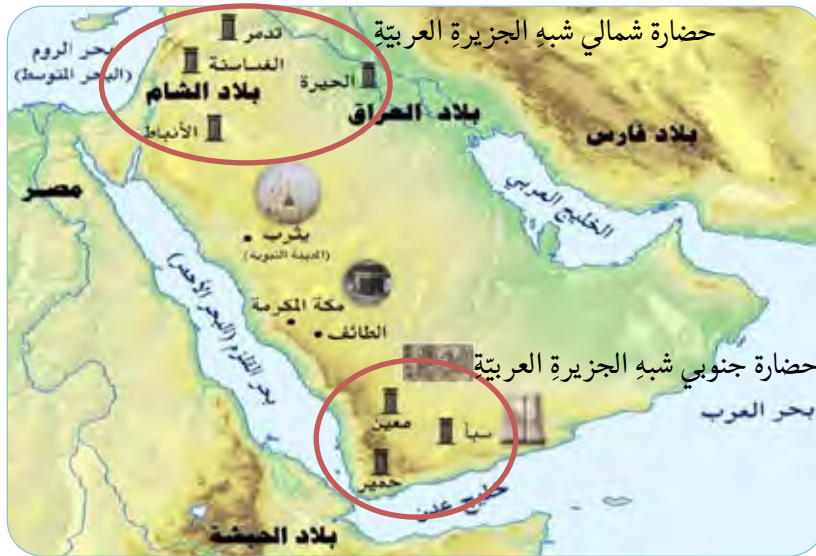 حضارة شمالي شبهِ الجزيرةِ العربيّةِ
تدمر
بحر الروم
(البحر المتوسط)
الغساسنة
الحيرة
بلاد الشام
بلاد العراق
الأنباط
بلاد فارس
مصر
الخليج العربي
يثرب
(المدينة النبوية)
بحر القلزم (البحر الأحمر)
مكة المكرمة
الطائف
حضارة جنوبي شبهِ الجزيرةِ العربيّةِ
بحر العرب
معين
سبأ
حمير
خليج عدن
بلاد الحبشة